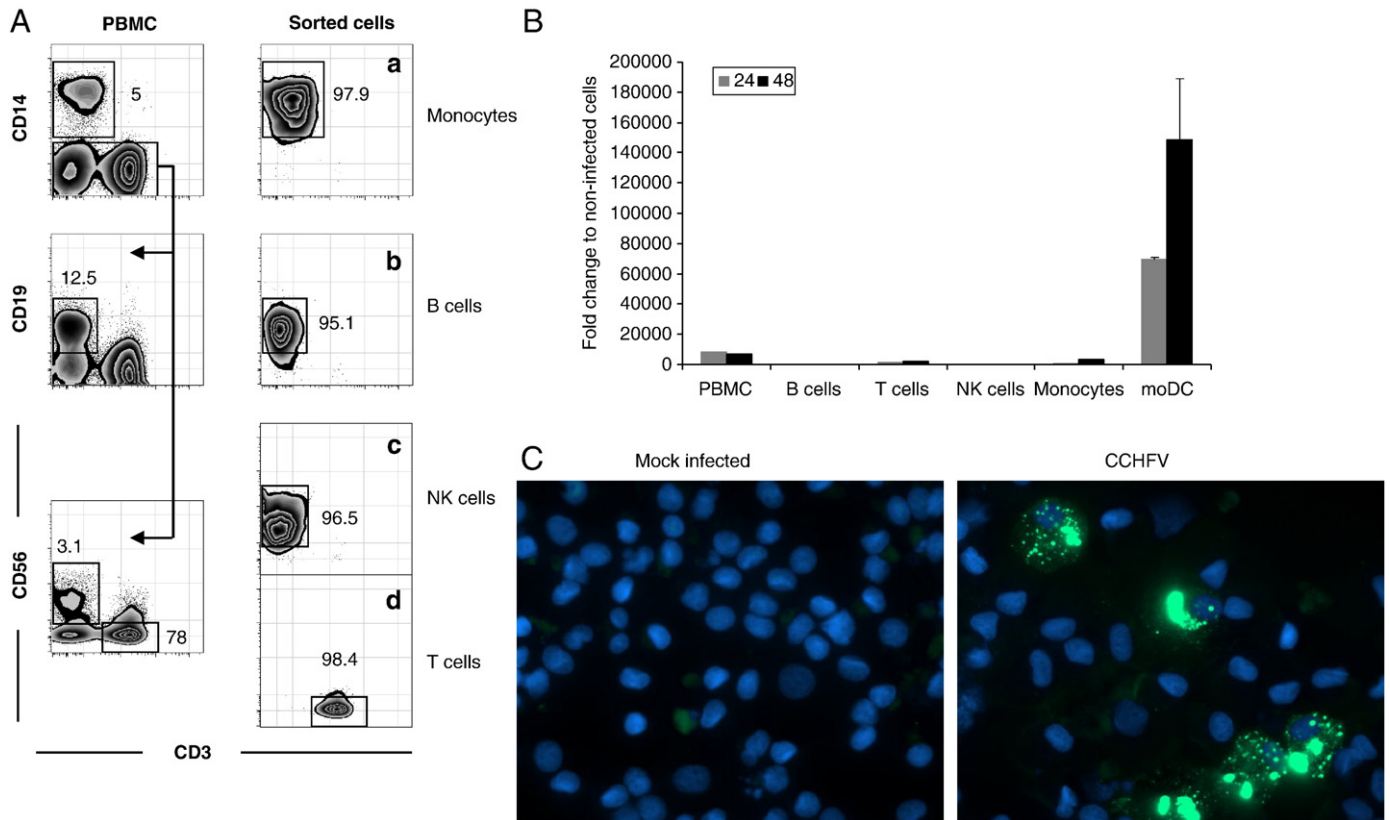 A
PBMC
Sorted cells
CD14
5
a
97.9
Monocytes
CD19
12.5
b
95.1
B cells
CD56
3.1
78
c
96.5
NK cells
d
98.4
T cells
CD3
B
Fold change to non-infected cells
200000
180000
160000
140000
120000
100000
80000
60000
40000
20000
0
24 48
PBMC B cells T cells NK cells Monocytes moDC
C
Mock infected
CCHFV